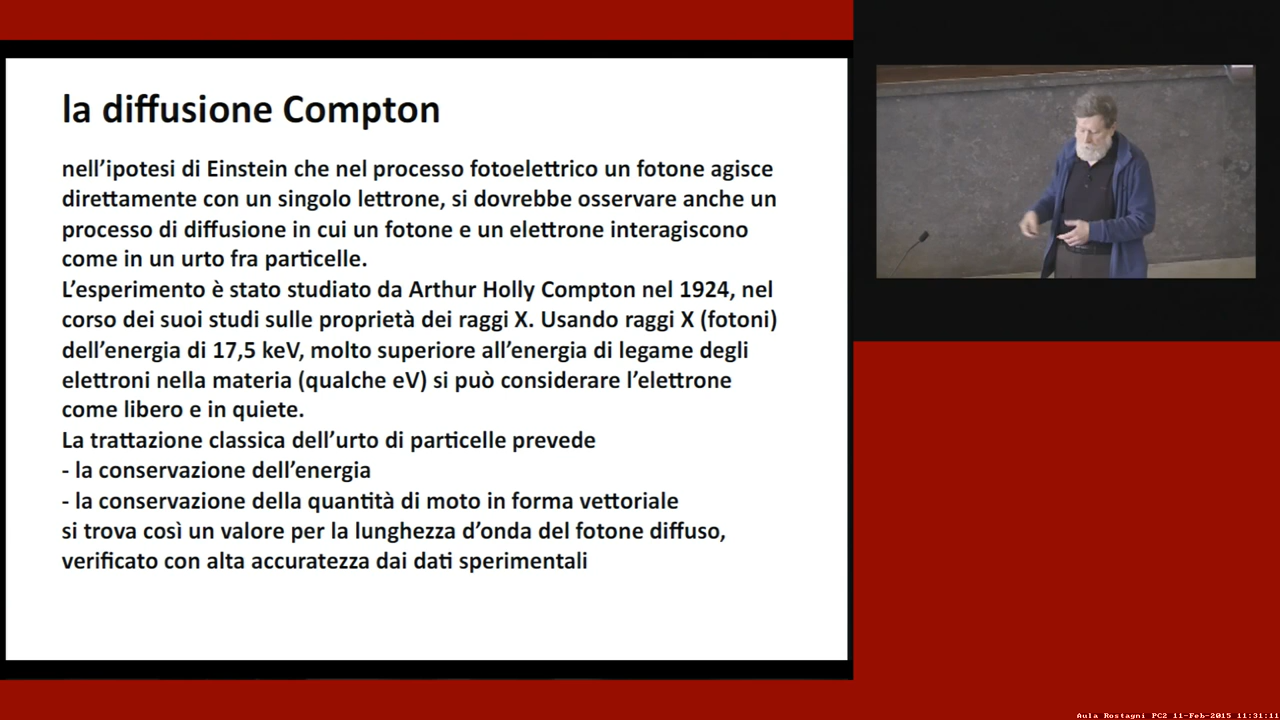 la diffusione Compton
nell’ipotesi di Einstein che nel processo fotoelettrico un fotone agisce
direttamente con un singolo lettrone, si dovrebbe osservare anche un
processo di diffusione in cui un fotone e un elettrone interagiscono
come in un urto fra particelle.
L’esperimento è stato studiato da Arthur Holly Compton nel 1924, nel
corso dei suoi studi sulle proprietà dei raggi X. Usando raggi X (fotoni)
dell’energia di 17,5 keV, molto superiore all’energia di legame degli
elettroni nella materia (qualche eV) si può considerare l’elettrone
come libero e in quiete.
La trattazione classica dell’urto di particelle prevede
- la conservazione dell’energia
- la conservazione della quantità di moto in forma vettoriale
si trova così un valore per la lunghezza d’onda del fotone diffuso,
verificato con alta accuratezza dai dati sperimentali
Aula Rostagni PC2 11-Feb-2015 11:31:11